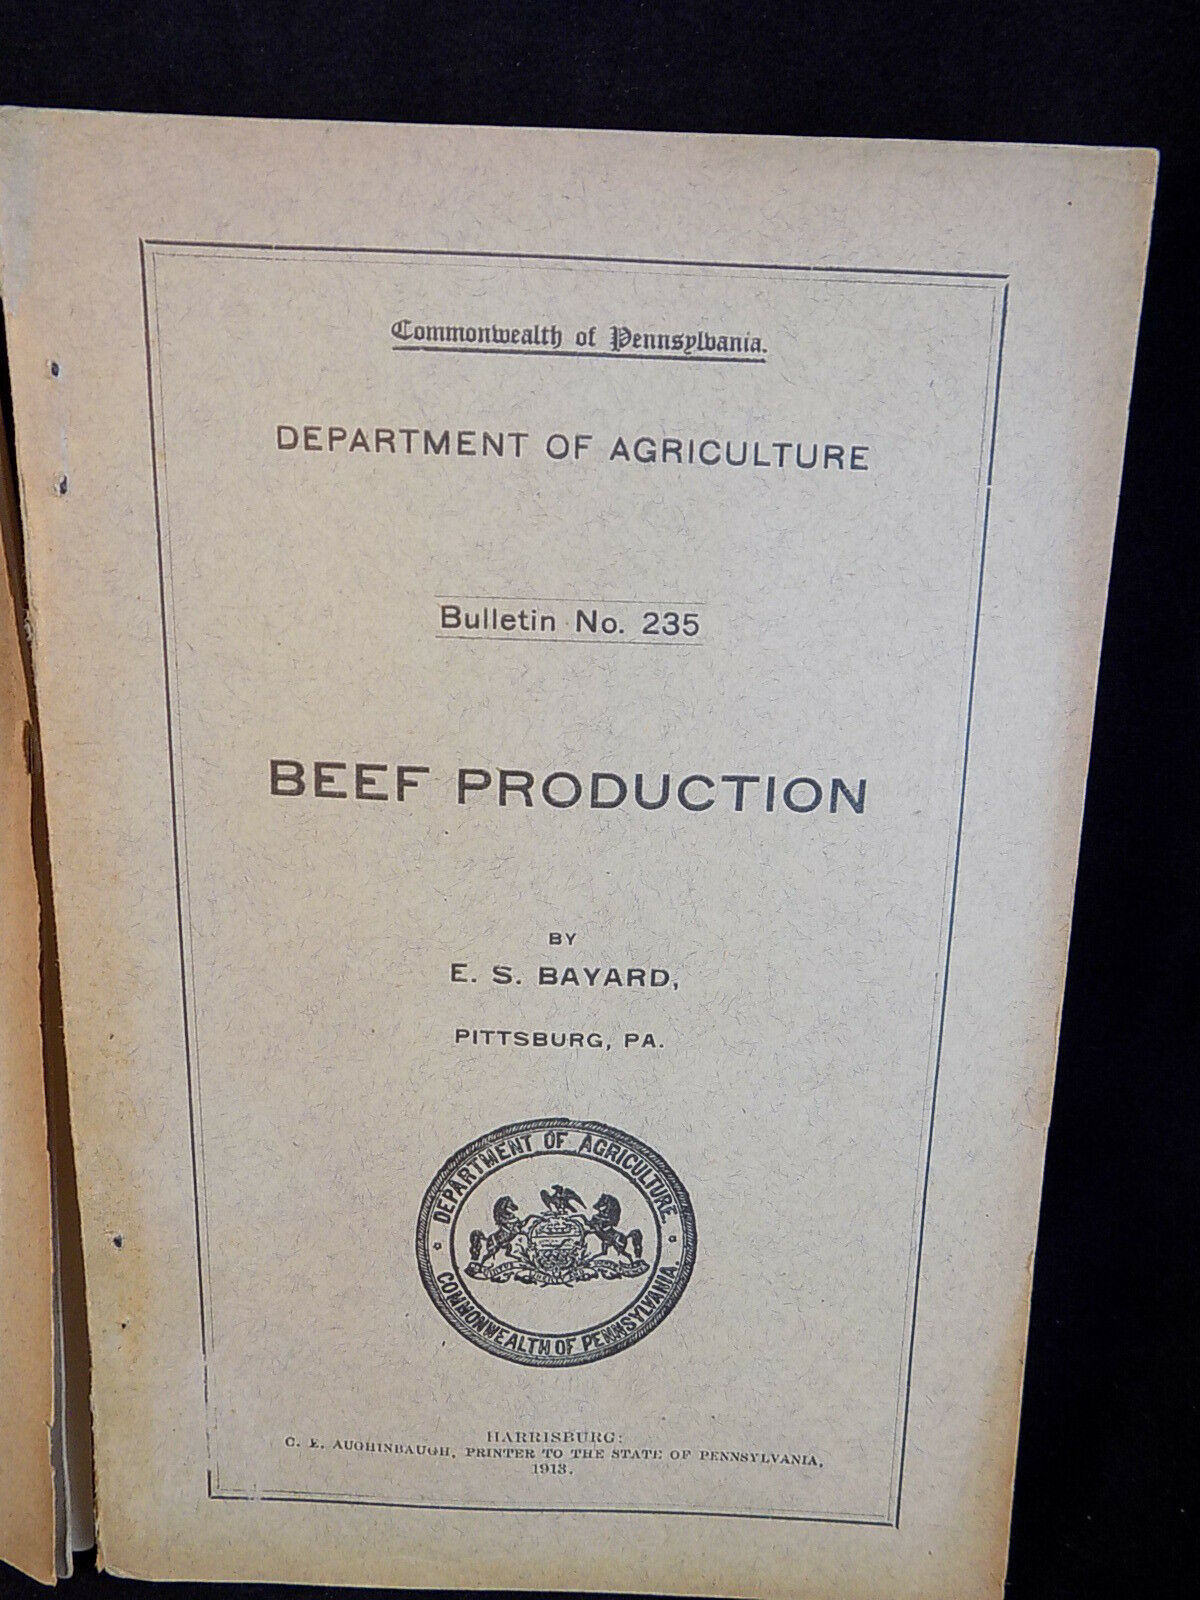 Commonwealth of Pennsylvania.
DEPARTMENT OF AGRICULTURE
Bulletin No. 235
BEEF PRODUCTION
BY
E. S. BAYARD,
PITTSBURG, PA.
DEPARTMENT OF AGRICULTURE.
COMMONWEALTH OF PENNSYLVANIA.
HARRISBURG:
C. E. AUGHINBAUGH, PRINTER TO THE STATE OF PENNSYLVANIA,
1913.